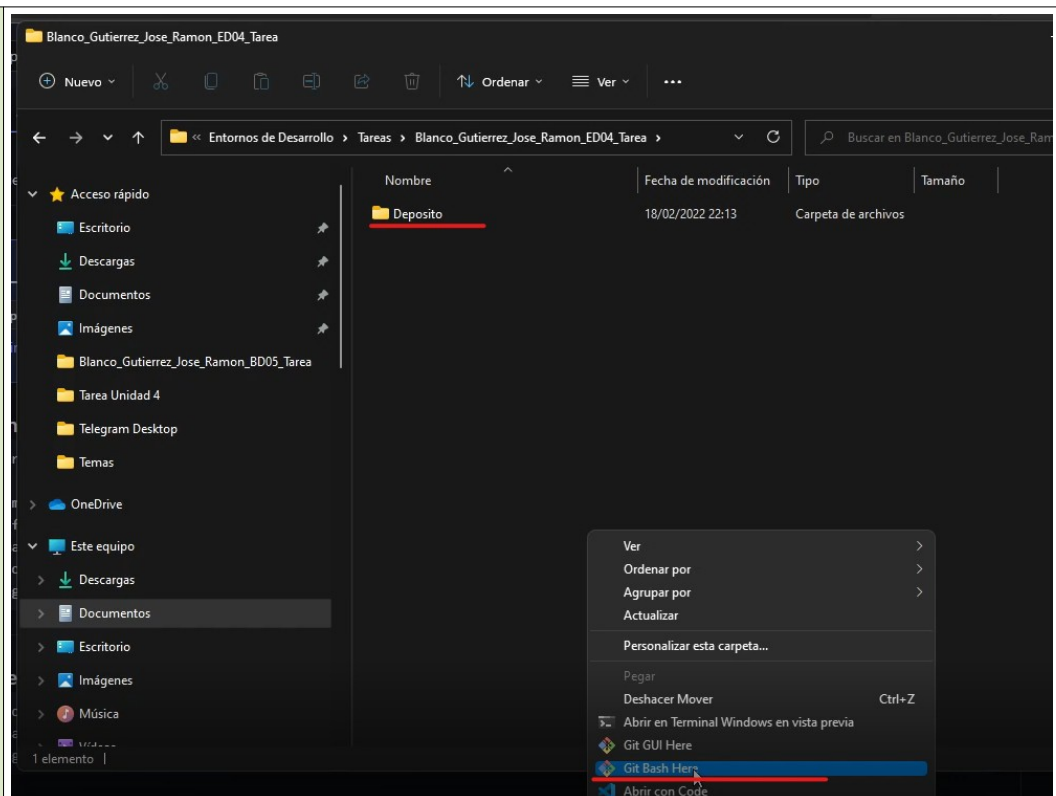 Blanco_Gutierrez_Jose_Ramon_ED04_Tarea
Nuevo
Ordenar
Ver
« Entornos de Desarrollo > Tareas > Blanco_Gutierrez_Jose_Ramon_ED04_Tarea >
Buscar en Blanco_Gutierrez_Jose_Ram
Nombre
Fecha de modificación
Tipo
Tamaño
Deposito
18/02/2022 22:13
Carpeta de archivos
Acceso rápido
Escritorio
Descargas
Documentos
Imágenes
Blanco_Gutierrez_Jose_Ramon_BD05_Tarea
Tarea Unidad 4
Telegram Desktop
Temas
OneDrive
Este equipo
Descargas
Documentos
Escritorio
Imágenes
Música
Vídeos
1 elemento
Ver
Ordenar por
Agrupar por
Actualizar
Personalizar esta carpeta...
Pegar
Deshacer Mover Ctrl+Z
Abrir en Terminal Windows en vista previa
Git GUI Here
Git Bash Here
Abrir con Code